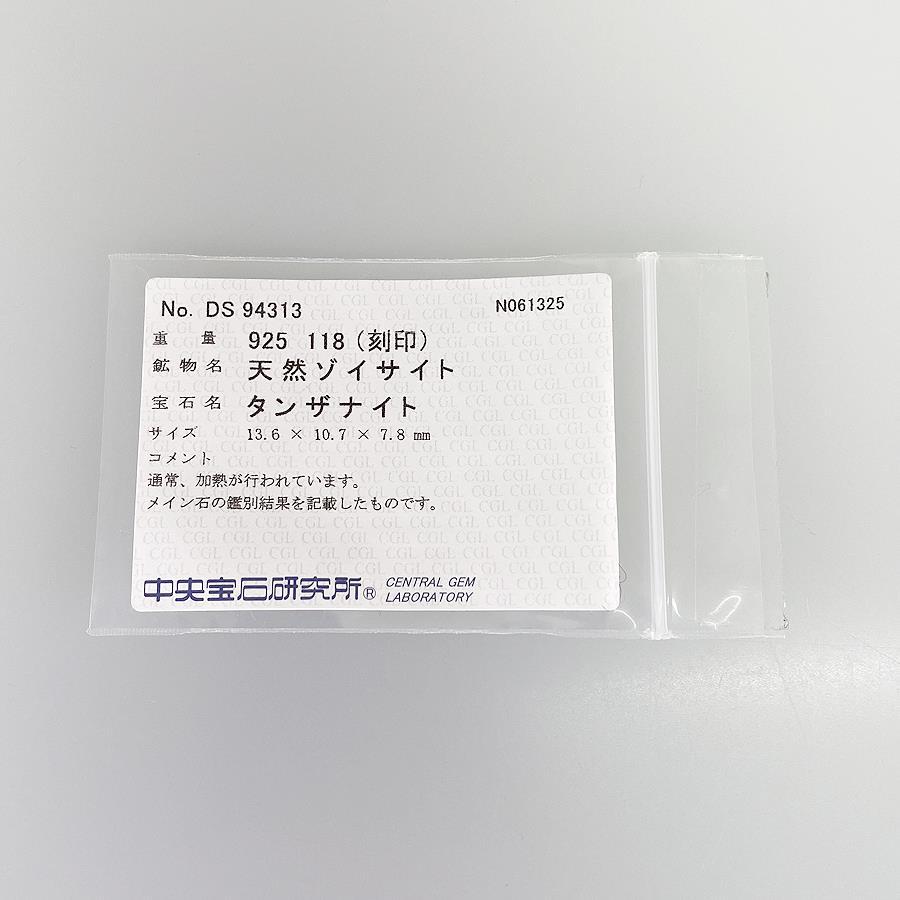 No. DS 94313 N061325
重量 925 118 (刻印)
鉱物名 天然ゾイサイト
宝石名 タンザナイト
サイズ 13.6 × 10.7 × 7.8 mm
コメント
通常、加熱が行われています。
メイン石の鑑別結果を記載したものです。
中央宝石研究所® CENTRAL GEM
LABORATORY